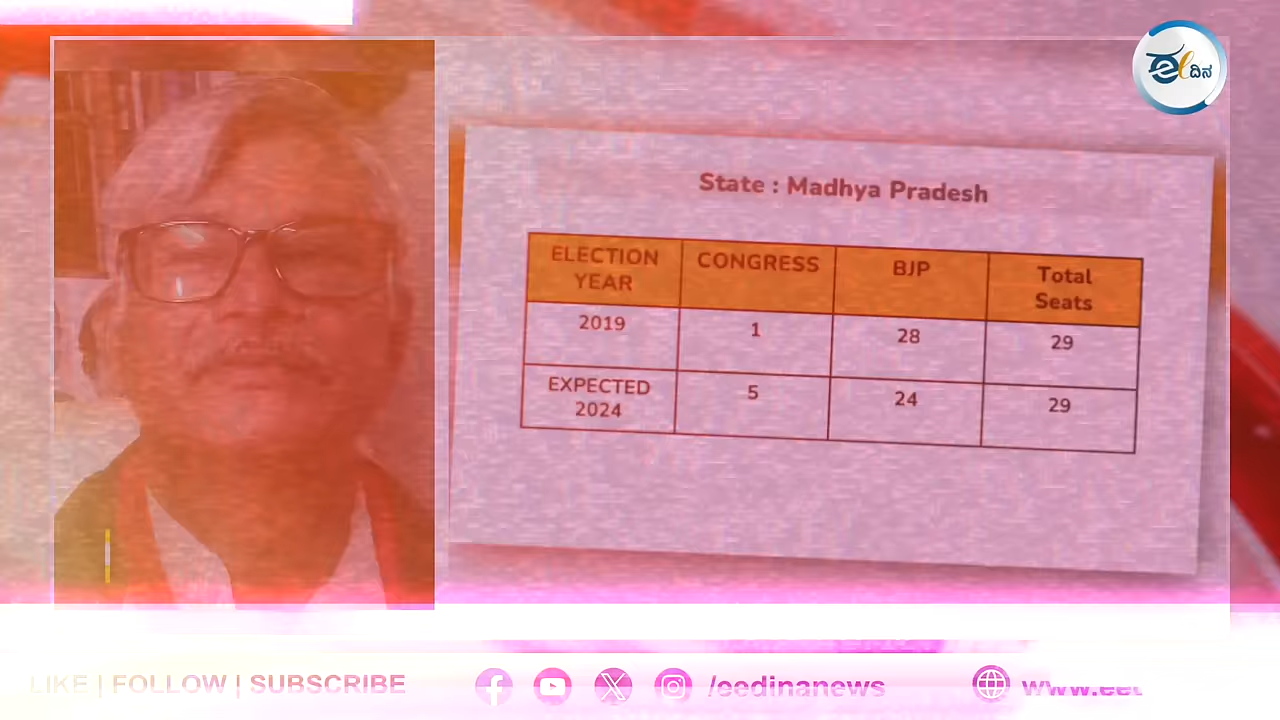 ಈ ದಿನ
State : Madhya Pradesh
ELECTION YEAR CONGRESS BJP Total Seats
2019 1 28 29
EXPECTED 2024 5 24 29
LIKE | FOLLOW | SUBSCRIBE /eedinanews